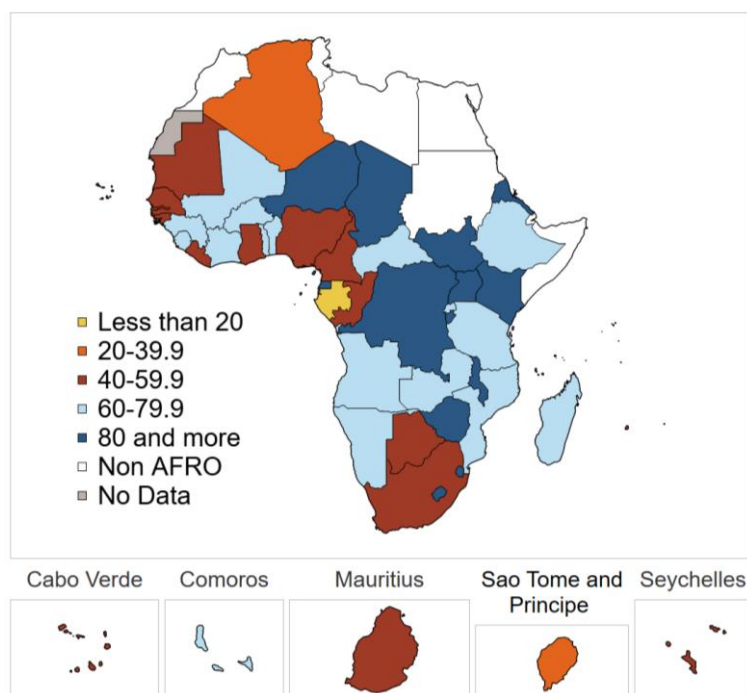 Less than 20
20-39.9
40-59.9
60-79.9
80 and more
Non AFRO
No Data
Cabo Verde
Comoros
Mauritius
Sao Tome and
Principe
Seychelles